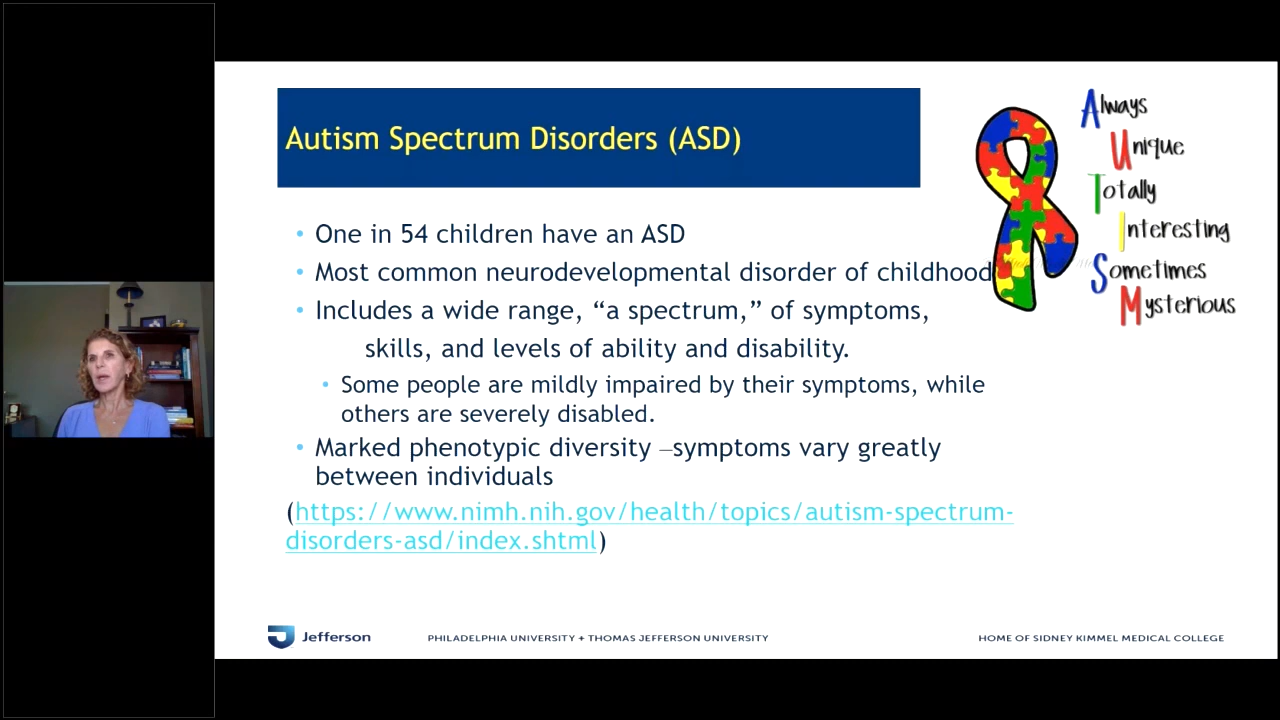 Autism Spectrum Disorders (ASD)
Always
Unique
Totally
Interesting
Sometimes
Mysterious
• One in 54 children have an ASD
• Most common neurodevelopmental disorder of childhood
• Includes a wide range, “a spectrum,” of symptoms,
skills, and levels of ability and disability.
• Some people are mildly impaired by their symptoms, while
others are severely disabled.
• Marked phenotypic diversity –symptoms vary greatly
between individuals
(https://www.nimh.nih.gov/health/topics/autism-spectrum-
disorders-asd/index.shtml)
Jefferson
PHILADELPHIA UNIVERSITY + THOMAS JEFFERSON UNIVERSITY
HOME OF SIDNEY KIMMEL MEDICAL COLLEGE